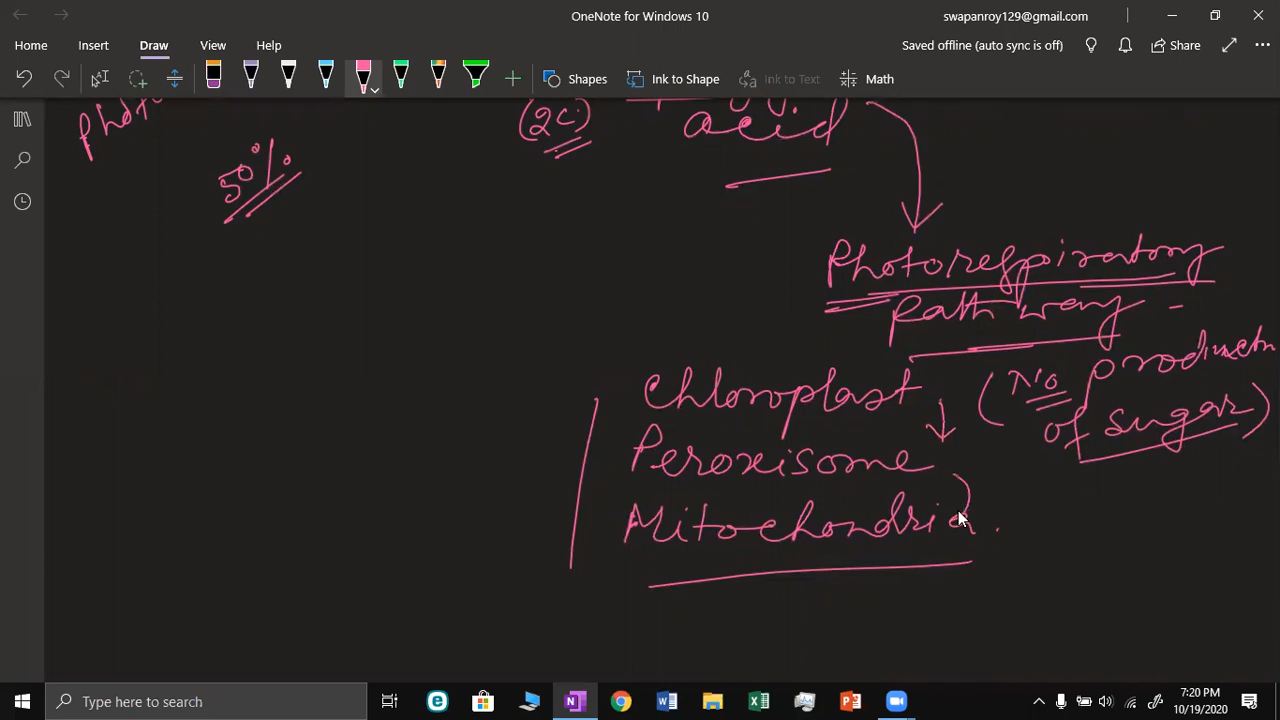 OneNote for Windows 10
swapanroy129@gmail.com
Home Insert Draw View Help
Saved offline (auto sync is off)
Share
Shapes
Ink to Shape
Ink to Text
Math
(2C)
acid
50%
Photorespiratory
Pathway -
Chloroplast
(No
of sugar)
Peroxisome
Mitochondria.
Type here to search
7:20 PM
10/19/2020